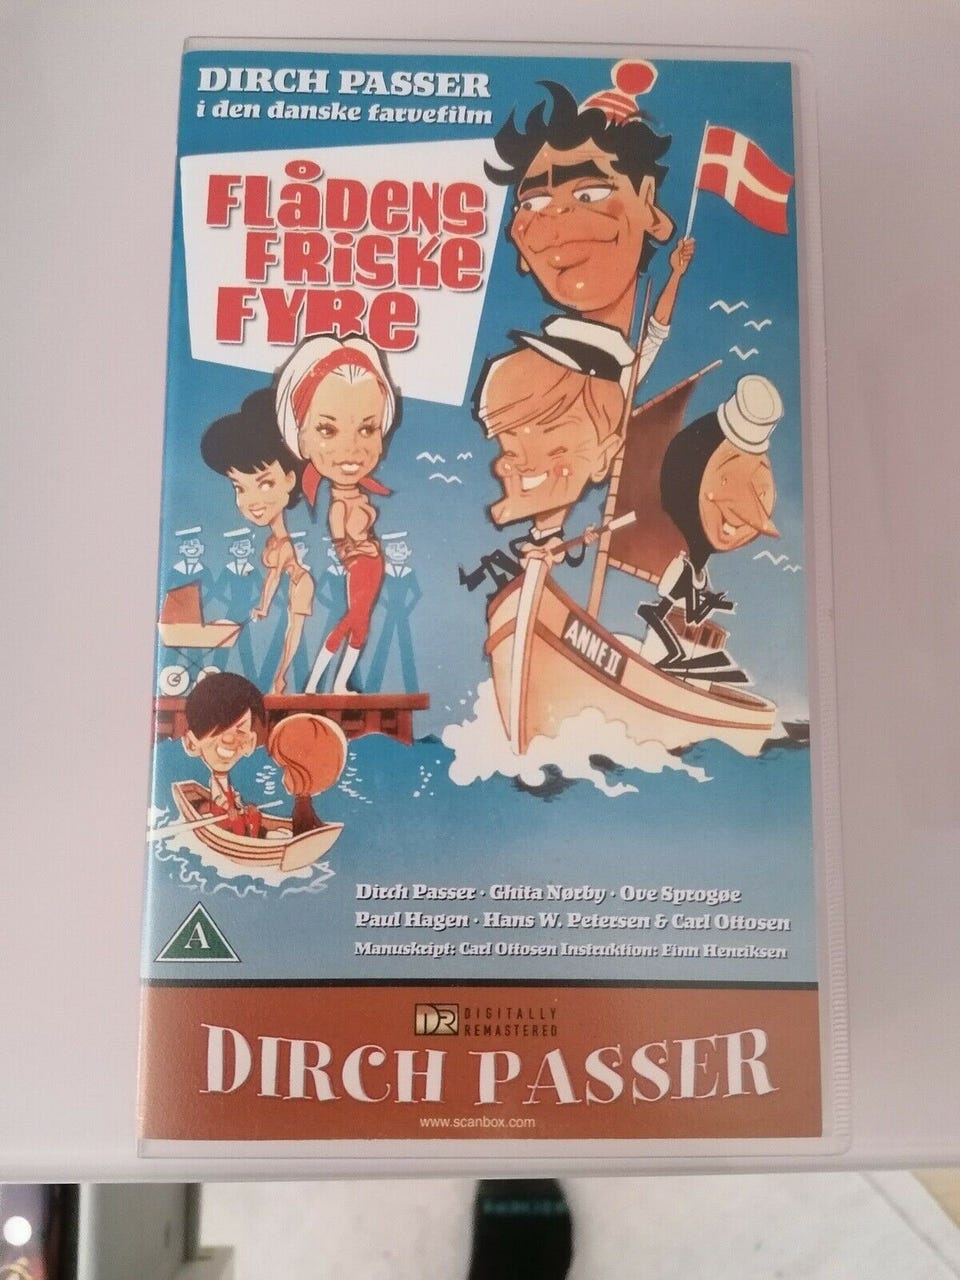 DIRCH PASSER
i den danske farvefilm
FLÅDENS
FRISKE
FYRE
ANNE II
Dirch Passer · Ghita Nørby · Ove Sprogøe
Paul Hagen · Hans W. Petersen & Carl Ottosen
Manuskript: Carl Ottosen Instruktion: Finn Henriksen
A
DR DIGITALLY
REMASTERED
DIRCH PASSER
www.scanbox.com